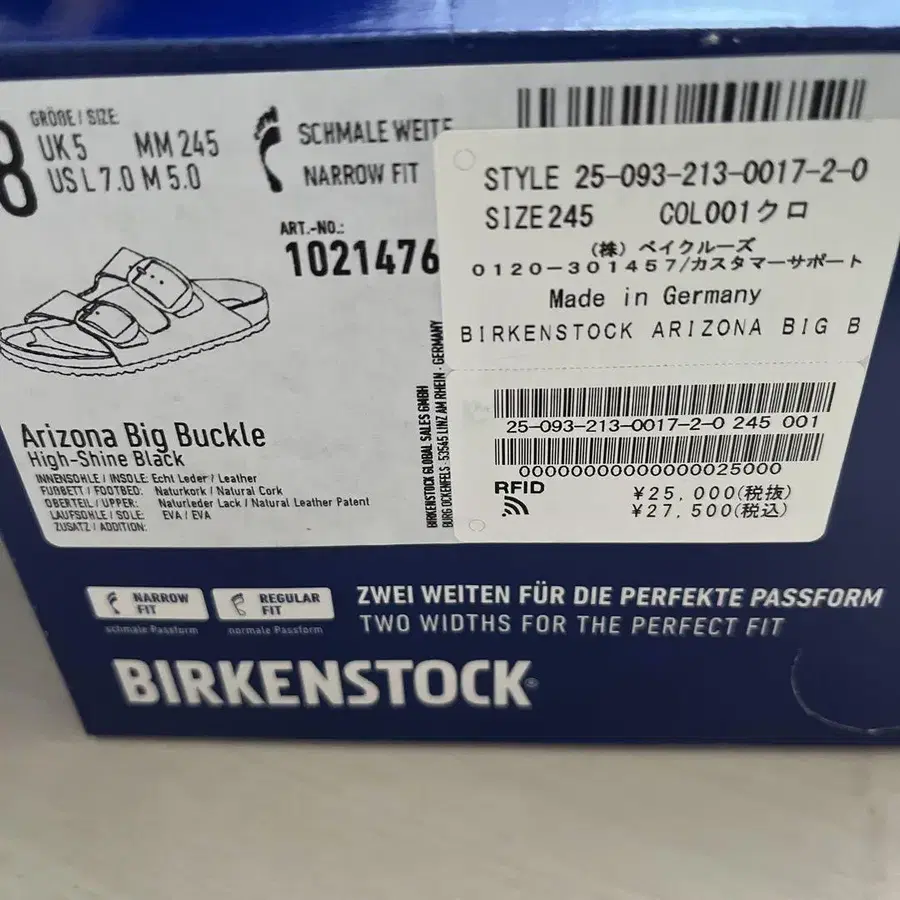 GRÖßE / SIZE:
8
UK 5 MM 245
US L 7.0 M 5.0
SCHMALE WEITE
NARROW FIT
ART.-NO.:
1021476
Arizona Big Buckle
High-Shine Black
INNENSOHLE / INSOLE: Echt Leder / Leather
FUßBETT / FOOTBED: Naturkork / Natural Cork
OBERTEIL / UPPER: Naturleder Lack / Natural Leather Patent
LAUFSOHLE / SOLE: EVA / EVA
ZUSATZ / ADDITION:
BIRKENSTOCK GLOBAL SALES GMBH
BURG OCKENFELS · 53545 LINZ AM RHEIN · GERMANY
STYLE 25-093-213-0017-2-0
SIZE 245 COL001クロ
(株) ベイクルーズ
0120-301457/カスタマーサポート
Made in Germany
BIRKENSTOCK ARIZONA BIG B
25-093-213-0017-2-0 245 001
RFID
¥25,000(税抜)
¥27,500(税込)
NARROW FIT
schmale Passform
REGULAR FIT
normale Passform
ZWEI WEITEN FÜR DIE PERFEKTE PASSFORM
TWO WIDTHS FOR THE PERFECT FIT
BIRKENSTOCK®